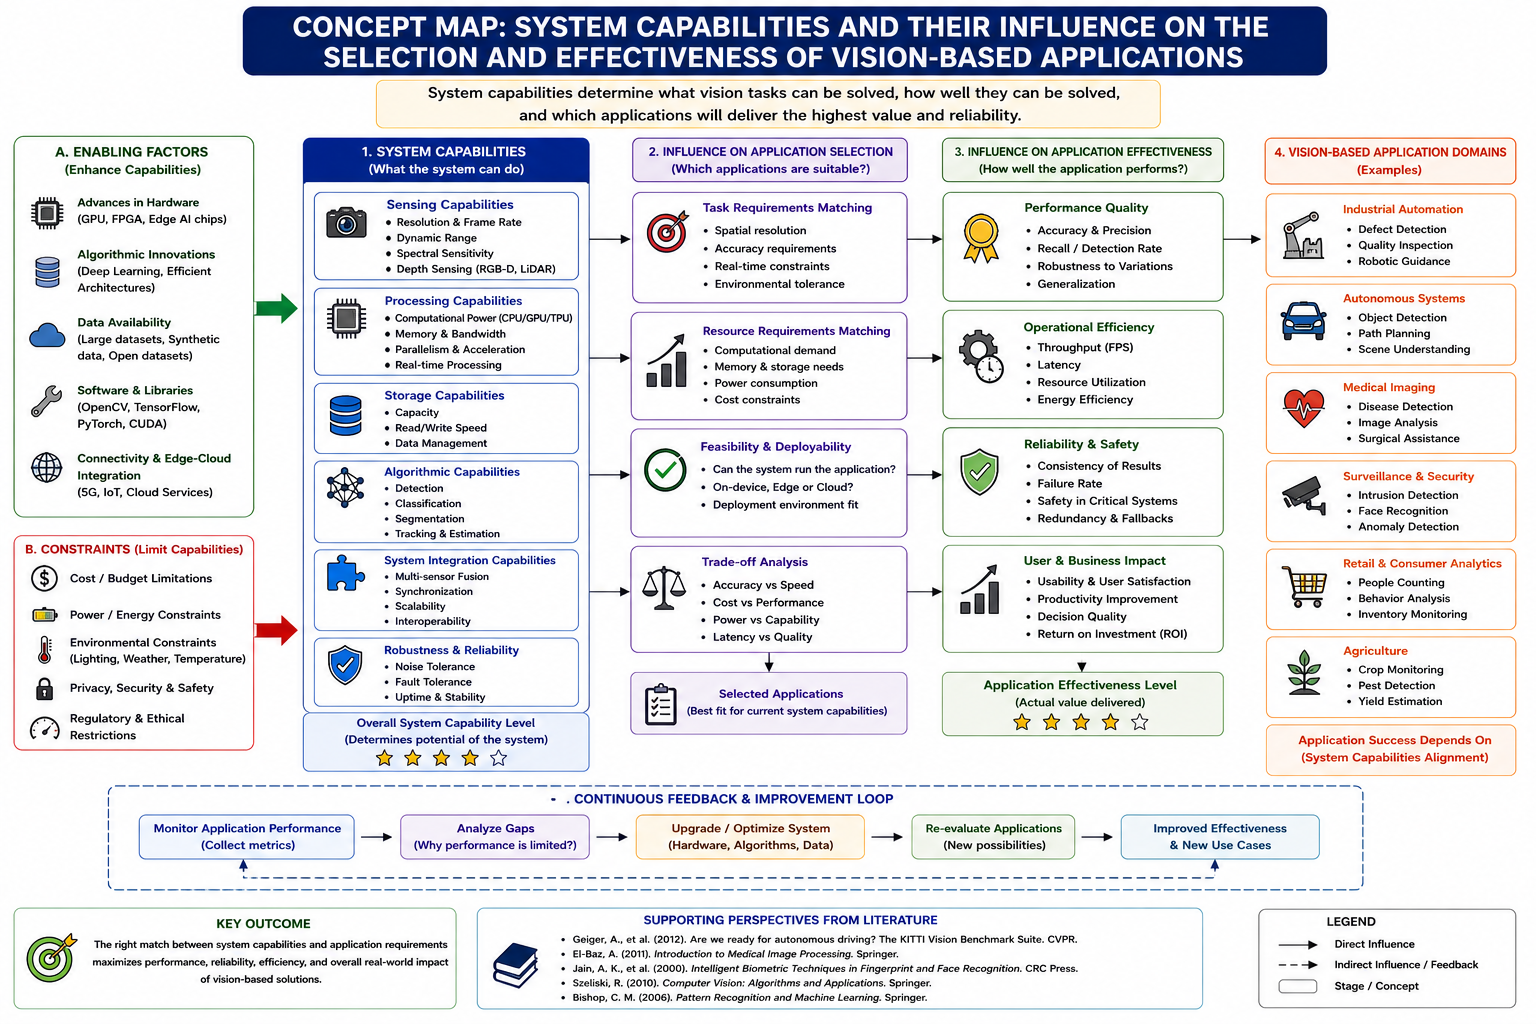 CONCEPT MAP: SYSTEM CAPABILITIES AND THEIR INFLUENCE ON THE
SELECTION AND EFFECTIVENESS OF VISION-BASED APPLICATIONS
System capabilities determine what vision tasks can be solved, how well they can be solved,
and which applications will deliver the highest value and reliability.
A. ENABLING FACTORS
(Enhance Capabilities)
Advances in Hardware
(GPU, FPGA, Edge AI chips)
Algorithmic Innovations
(Deep Learning, Efficient
Architectures)
Data Availability
(Large datasets, Synthetic
data, Open datasets)
Software & Libraries
(OpenCV, TensorFlow,
PyTorch, CUDA)
Connectivity & Edge-Cloud
Integration
(5G, IoT, Cloud Services)
B. CONSTRAINTS (Limit Capabilities)
$
Cost / Budget Limitations
Power / Energy Constraints
Environmental Constraints
(Lighting, Weather, Temperature)
Privacy, Security & Safety
Regulatory & Ethical
Restrictions
1. SYSTEM CAPABILITIES
(What the system can do)
Sensing Capabilities
• Resolution & Frame Rate
• Dynamic Range
• Spectral Sensitivity
• Depth Sensing (RGB-D, LiDAR)
Processing Capabilities
• Computational Power (CPU/GPU/TPU)
• Memory & Bandwidth
• Parallelism & Acceleration
• Real-time Processing
Storage Capabilities
• Capacity
• Read/Write Speed
• Data Management
Algorithmic Capabilities
• Detection
• Classification
• Segmentation
• Tracking & Estimation
System Integration Capabilities
• Multi-sensor Fusion
• Synchronization
• Scalability
• Interoperability
Robustness & Reliability
• Noise Tolerance
• Fault Tolerance
• Uptime & Stability
Overall System Capability Level
(Determines potential of the system)
2. INFLUENCE ON APPLICATION SELECTION
(Which applications are suitable?)
Task Requirements Matching
• Spatial resolution
• Accuracy requirements
• Real-time constraints
• Environmental tolerance
Resource Requirements Matching
• Computational demand
• Memory & storage needs
• Power consumption
• Cost constraints
Feasibility & Deployability
• Can the system run the application?
• On-device, Edge or Cloud?
• Deployment environment fit
Trade-off Analysis
• Accuracy vs Speed
• Cost vs Performance
• Power vs Capability
• Latency vs Quality
Selected Applications
(Best fit for current system capabilities)
3. INFLUENCE ON APPLICATION EFFECTIVENESS
(How well the application performs?)
Performance Quality
• Accuracy & Precision
• Recall / Detection Rate
• Robustness to Variations
• Generalization
Operational Efficiency
• Throughput (FPS)
• Latency
• Resource Utilization
• Energy Efficiency
Reliability & Safety
• Consistency of Results
• Failure Rate
• Safety in Critical Systems
• Redundancy & Fallbacks
User & Business Impact
• Usability & User Satisfaction
• Productivity Improvement
• Decision Quality
• Return on Investment (ROI)
Application Effectiveness Level
(Actual value delivered)
4. VISION-BASED APPLICATION DOMAINS
(Examples)
Industrial Automation
• Defect Detection
• Quality Inspection
• Robotic Guidance
Autonomous Systems
• Object Detection
• Path Planning
• Scene Understanding
Medical Imaging
• Disease Detection
• Image Analysis
• Surgical Assistance
Surveillance & Security
• Intrusion Detection
• Face Recognition
• Anomaly Detection
Retail & Consumer Analytics
• People Counting
• Behavior Analysis
• Inventory Monitoring
Agriculture
• Crop Monitoring
• Pest Detection
• Yield Estimation
Application Success Depends On
(System Capabilities Alignment)
. CONTINUOUS FEEDBACK & IMPROVEMENT LOOP
Monitor Application Performance
(Collect metrics)
Analyze Gaps
(Why performance is limited?)
Upgrade / Optimize System
(Hardware, Algorithms, Data)
Re-evaluate Applications
(New possibilities)
Improved Effectiveness
& New Use Cases
KEY OUTCOME
The right match between system capabilities and application requirements
maximizes performance, reliability, efficiency, and overall real-world impact
of vision-based solutions.
SUPPORTING PERSPECTIVES FROM LITERATURE
• Geiger, A., et al. (2012). Are we ready for autonomous driving? The KITTI Vision Benchmark Suite. CVPR.
• El-Baz, A. (2011). Introduction to Medical Image Processing. Springer.
• Jain, A. K., et al. (2000). Intelligent Biometric Techniques in Fingerprint and Face Recognition. CRC Press.
• Szeliski, R. (2010). Computer Vision: Algorithms and Applications. Springer.
• Bishop, C. M. (2006). Pattern Recognition and Machine Learning. Springer.
LEGEND
Direct Influence
Indirect Influence / Feedback
Stage / Concept